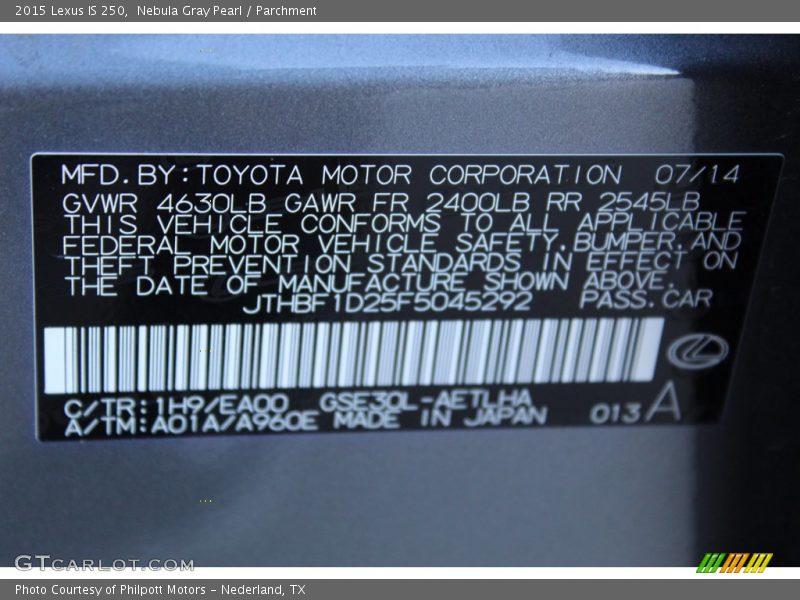 2015 Lexus IS 250,  Nebula Gray Pearl / Parchment
MFD. BY: TOYOTA MOTOR CORPORATION 07/14
GVWR 4630LB GAWR FR 2400LB RR 2545LB
THIS VEHICLE CONFORMS TO ALL APPLICABLE
FEDERAL MOTOR VEHICLE SAFETY, BUMPER, AND
THEFT PREVENTION STANDARDS IN EFFECT ON
THE DATE OF MANUFACTURE SHOWN ABOVE.
JTHBF1D25F5045292 PASS. CAR
C/TR: 1H9/EA00 GSE30L-AETLHA
A/TM: A01A/A960E MADE IN JAPAN 013 A
GTCARLOT.COM
Photo Courtesy of Philpott Motors – Nederland, TX